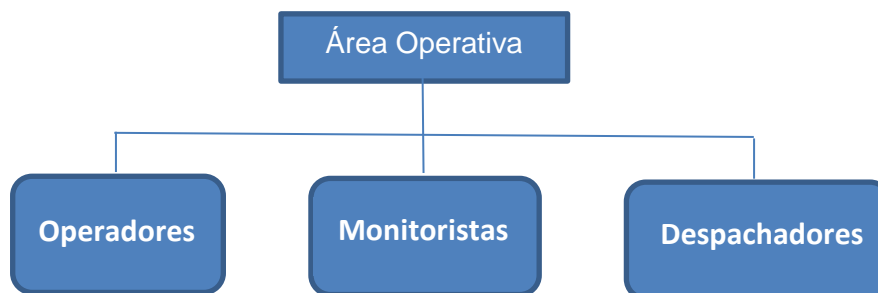 Área Operativa
Operadores
Monitoristas
Despachadores